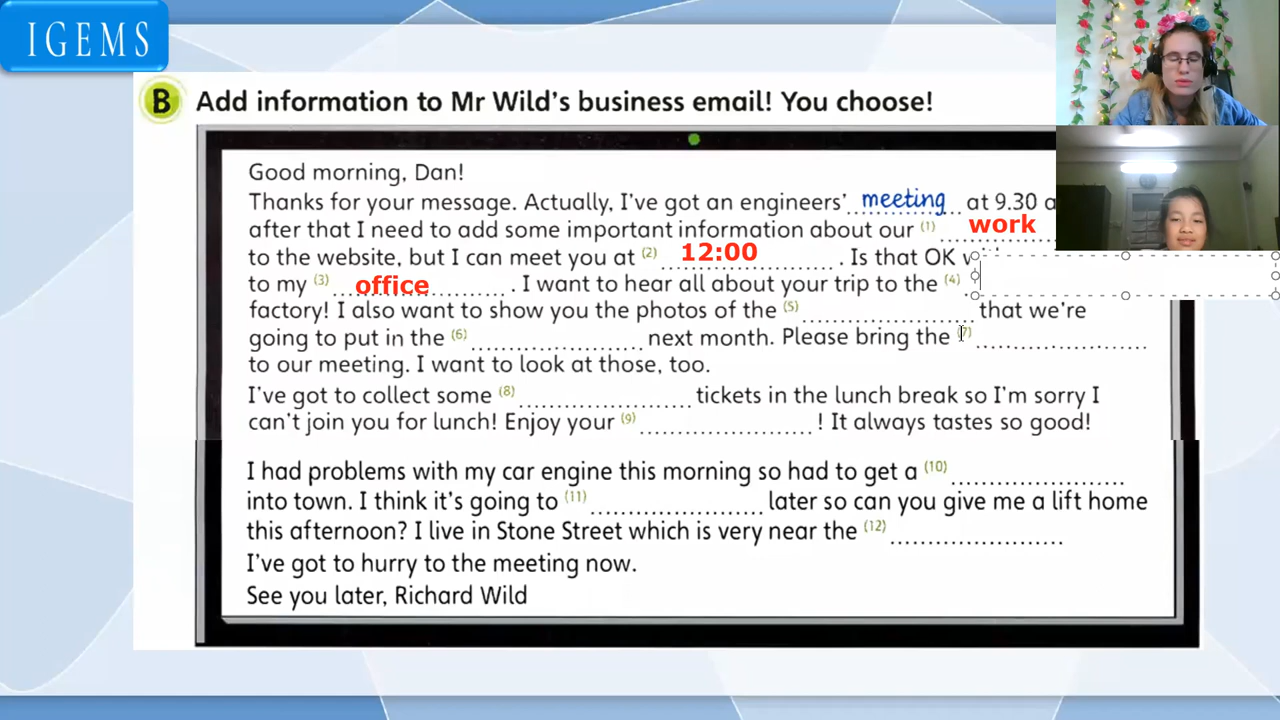 IGEMS
B Add information to Mr Wild's business email! You choose!
Good morning, Dan!
Thanks for your message. Actually, I've got an engineers' meeting at 9.30
after that I need to add some important information about our (1) work
to the website, but I can meet you at (2) 12:00 . Is that OK
to my (3) office . I want to hear all about your trip to the (4)
factory! I also want to show you the photos of the (5) ........................ that we're
going to put in the (6) ........................ next month. Please bring the (7) ........................
to our meeting. I want to look at those, too.
I've got to collect some (8) ........................ tickets in the lunch break so I'm sorry I
can't join you for lunch! Enjoy your (9) ........................ ! It always tastes so good!
I had problems with my car engine this morning so had to get a (10) ........................
into town. I think it's going to (11) ........................ later so can you give me a lift home
this afternoon? I live in Stone Street which is very near the (12) ........................
I've got to hurry to the meeting now.
See you later, Richard Wild